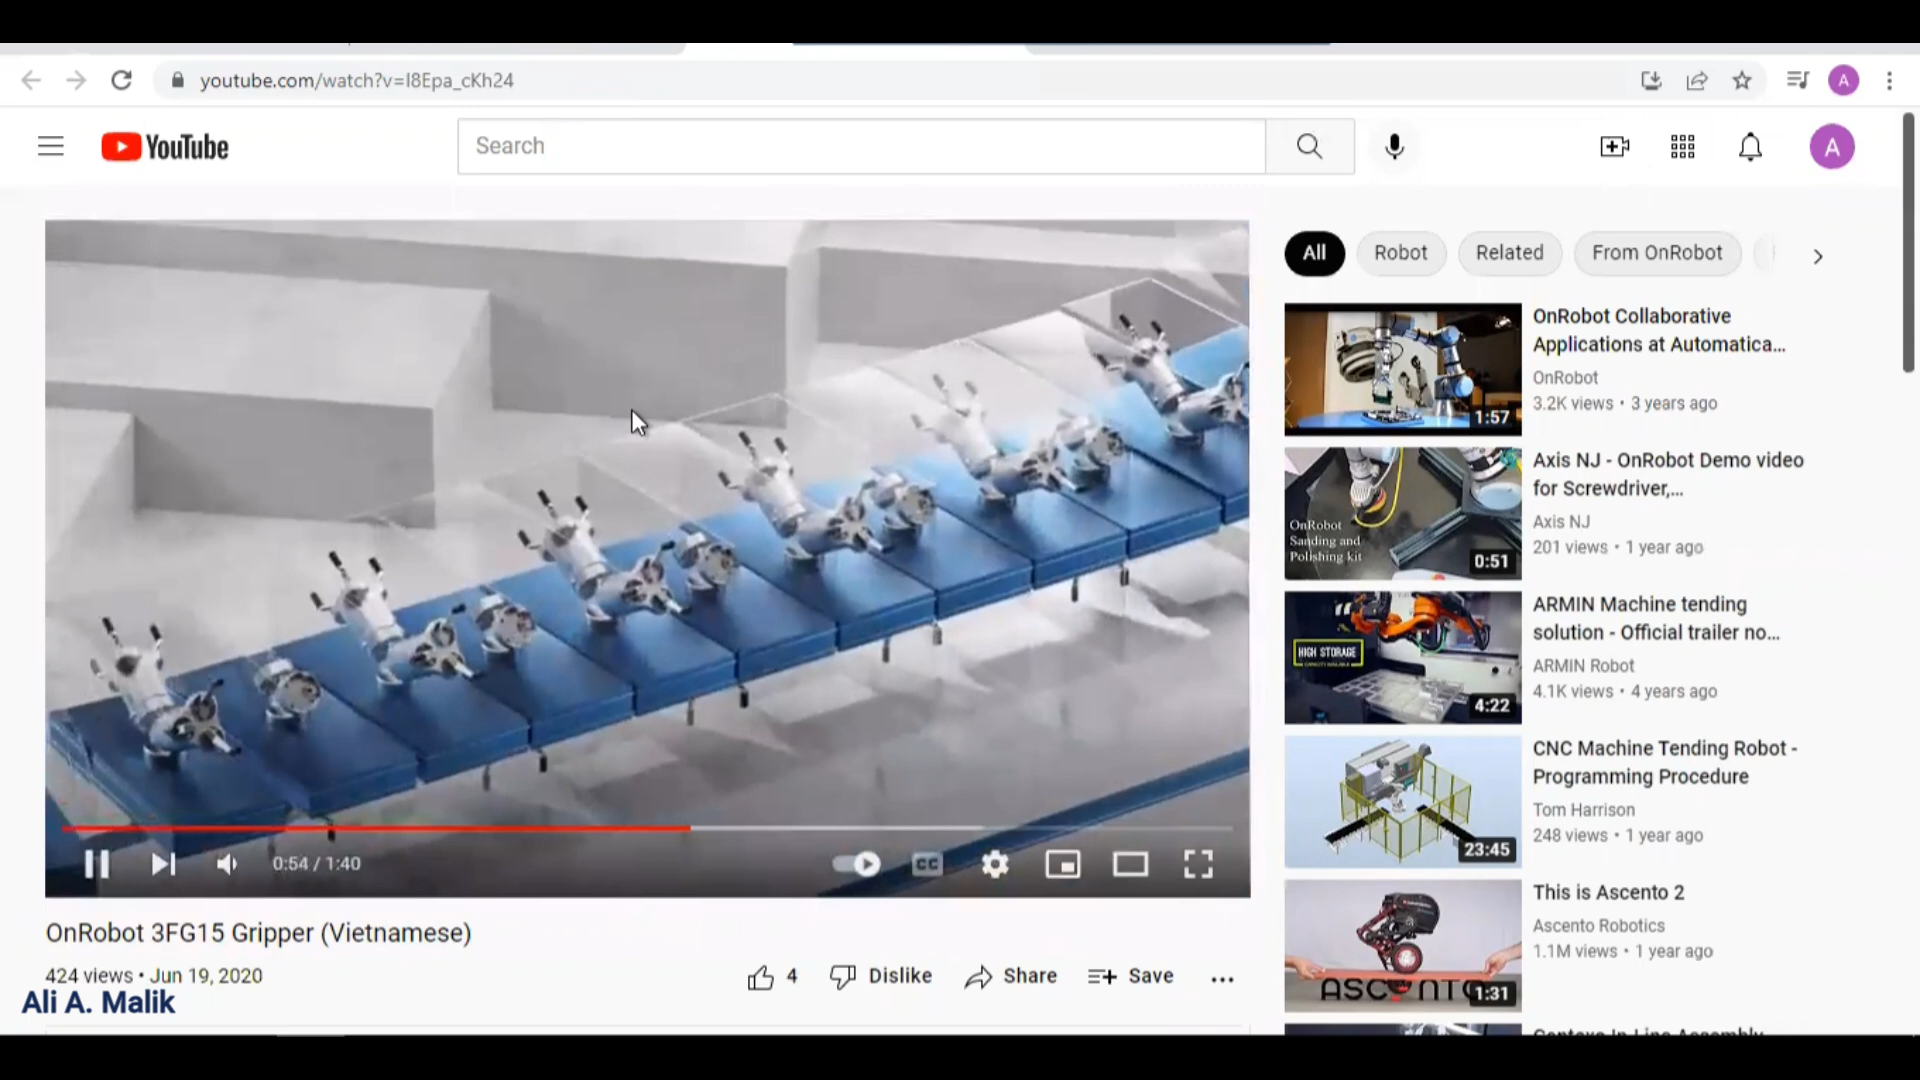 youtube.com/watch?v=I8Epa_cKh24
A
YouTube
Search
A
All
Robot
Related
From OnRobot
OnRobot Collaborative
Applications at Automatica...
OnRobot
3.2K views • 3 years ago
1:57
Axis NJ - OnRobot Demo video
for Screwdriver,...
Axis NJ
201 views • 1 year ago
OnRobot
Sanding and
Polishing kit
0:51
ARMIN Machine tending
solution - Official trailer no...
ARMIN Robot
4.1K views • 4 years ago
HIGH STORAGE
4:22
CNC Machine Tending Robot -
Programming Procedure
Tom Harrison
248 views • 1 year ago
23:45
This is Ascento 2
Ascento Robotics
1.1M views • 1 year ago
ASCENTO
1:31
0:54 / 1:40
CC
OnRobot 3FG15 Gripper (Vietnamese)
424 views • Jun 19, 2020
4
Dislike
Share
Save
Ali A. Malik